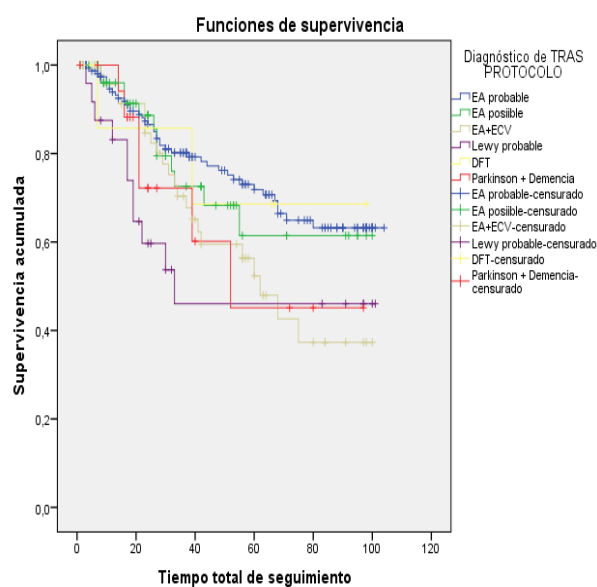 Funciones de supervivencia
Diagnóstico de TRAS
PROTOCOLO
EA probable
EA posiible
EA+ECV
Lewy probable
DFT
Parkinson + Demencia
EA probable-censurado
EA posiible-censurado
EA+ECV-censurado
Lewy probable-censurado
DFT-censurado
Parkinson + Demencia-
censurado
Supervivencia acumulada
1,0
0,8
0,6
0,4
0,2
0,0
0 20 40 60 80 100 120
Tiempo total de seguimiento